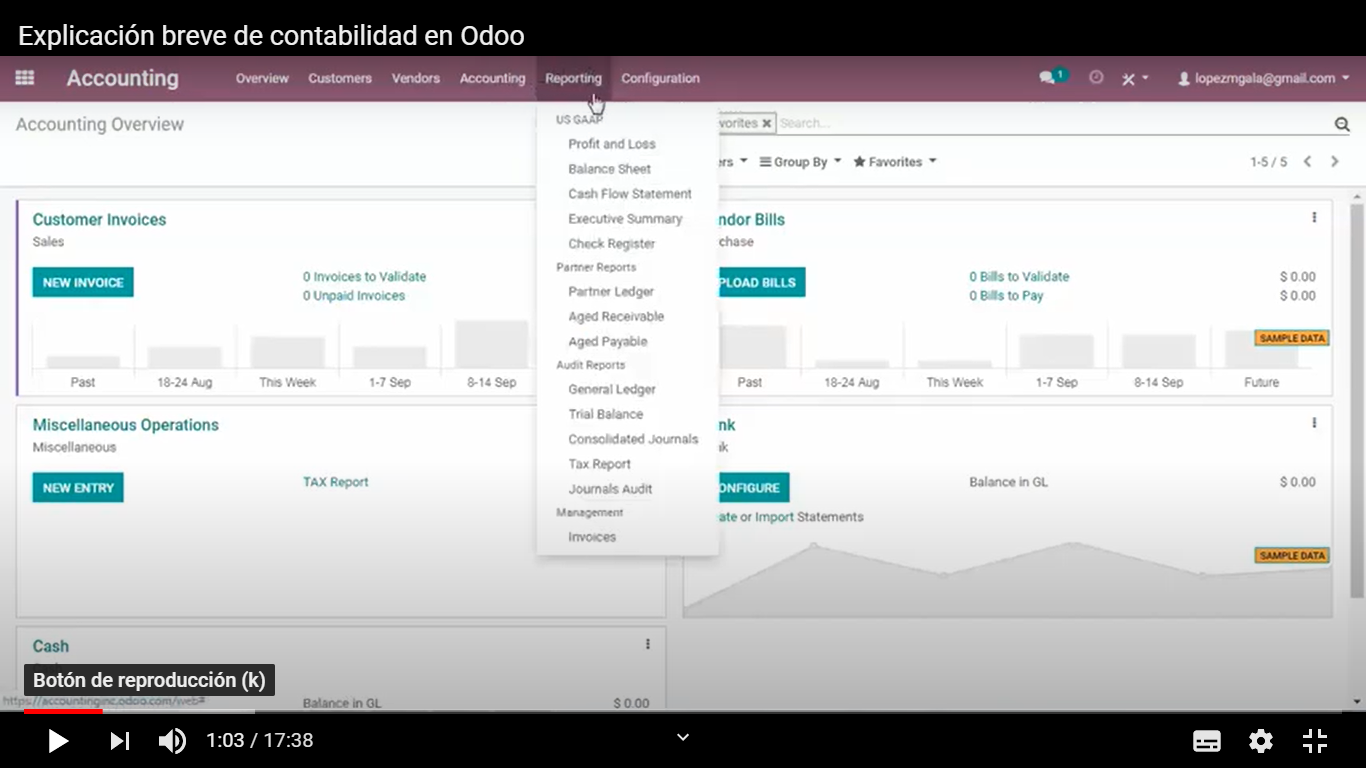 Explicación breve de contabilidad en Odoo
Accounting Overview Customers Vendors Accounting Reporting Configuration 1 lopezmgala@gmail.com
Accounting Overview
vorites × Search...
rs Group By Favorites 1-5 / 5
US GAAP
Profit and Loss
Balance Sheet
Cash Flow Statement
Executive Summary
Check Register
Partner Reports
Partner Ledger
Aged Receivable
Aged Payable
Audit Reports
General Ledger
Trial Balance
Consolidated Journals
Tax Report
Journals Audit
Management
Invoices
Customer Invoices
Sales
NEW INVOICE
0 Invoices to Validate
0 Unpaid Invoices
Past 18-24 Aug This Week 1-7 Sep 8-14 Sep
ndor Bills
chase
PLOAD BILLS
0 Bills to Validate $ 0.00
0 Bills to Pay $ 0.00
SAMPLE DATA
Past 18-24 Aug This Week 1-7 Sep 8-14 Sep Future
Miscellaneous Operations
Miscellaneous
NEW ENTRY TAX Report
nk
k
ONFIGURE Balance in GL $ 0.00
ate or Import Statements
SAMPLE DATA
Cash
Botón de reproducción (k)
https://accountinginc.odoo.com/web#
Balance in GL $ 0.00
1:03 / 17:38